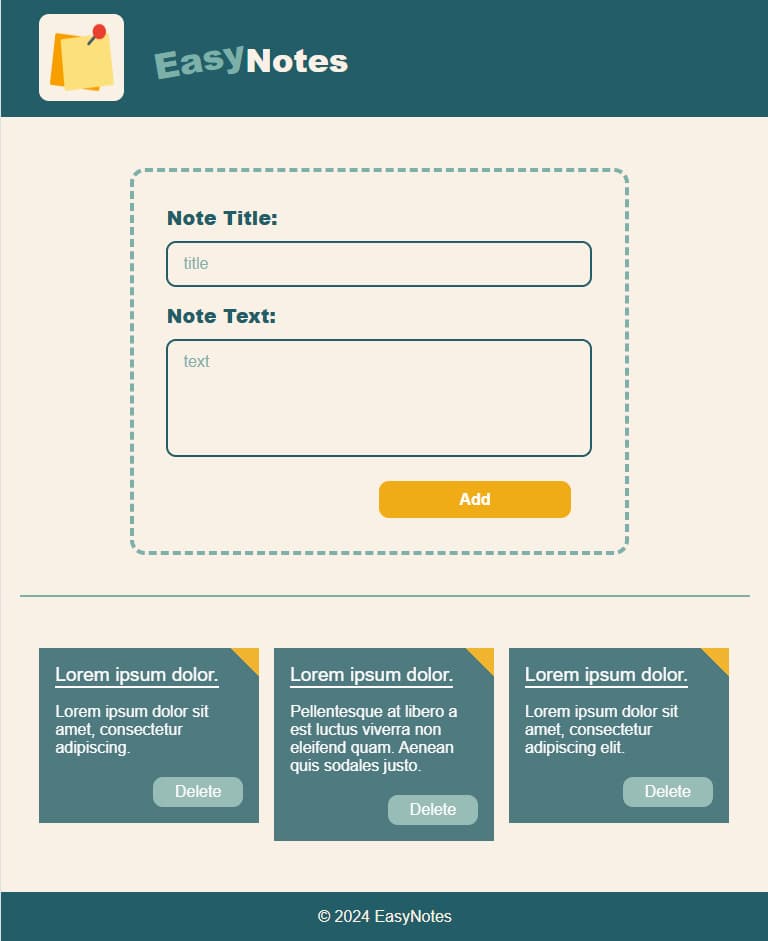 EasyNotes
Note Title:
title
Note Text:
text
Add
Lorem ipsum dolor.
Lorem ipsum dolor sit
amet, consectetur
adipiscing.
Delete
Lorem ipsum dolor.
Pellentesque at libero a
est luctus viverra non
eleifend quam. Aenean
quis sodales justo.
Delete
Lorem ipsum dolor.
Lorem ipsum dolor sit
amet, consectetur
adipiscing elit.
Delete
© 2024 EasyNotes